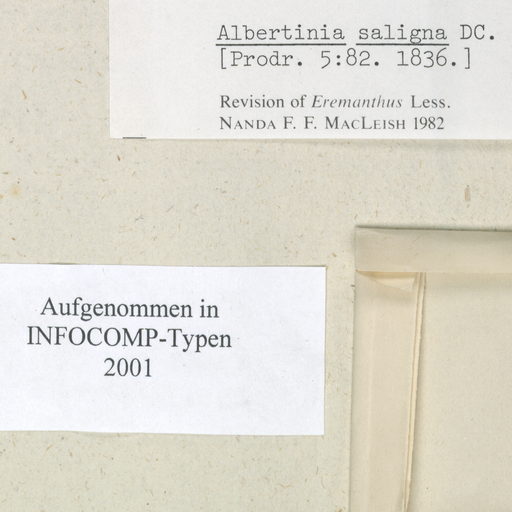 Albertinia saligna DC.
[Prodr. 5:82. 1836.]
Revision of Eremanthus Less.
NANDA F. F. MACLEISH 1982
Aufgenommen in
INFOCOMP-Typen
2001